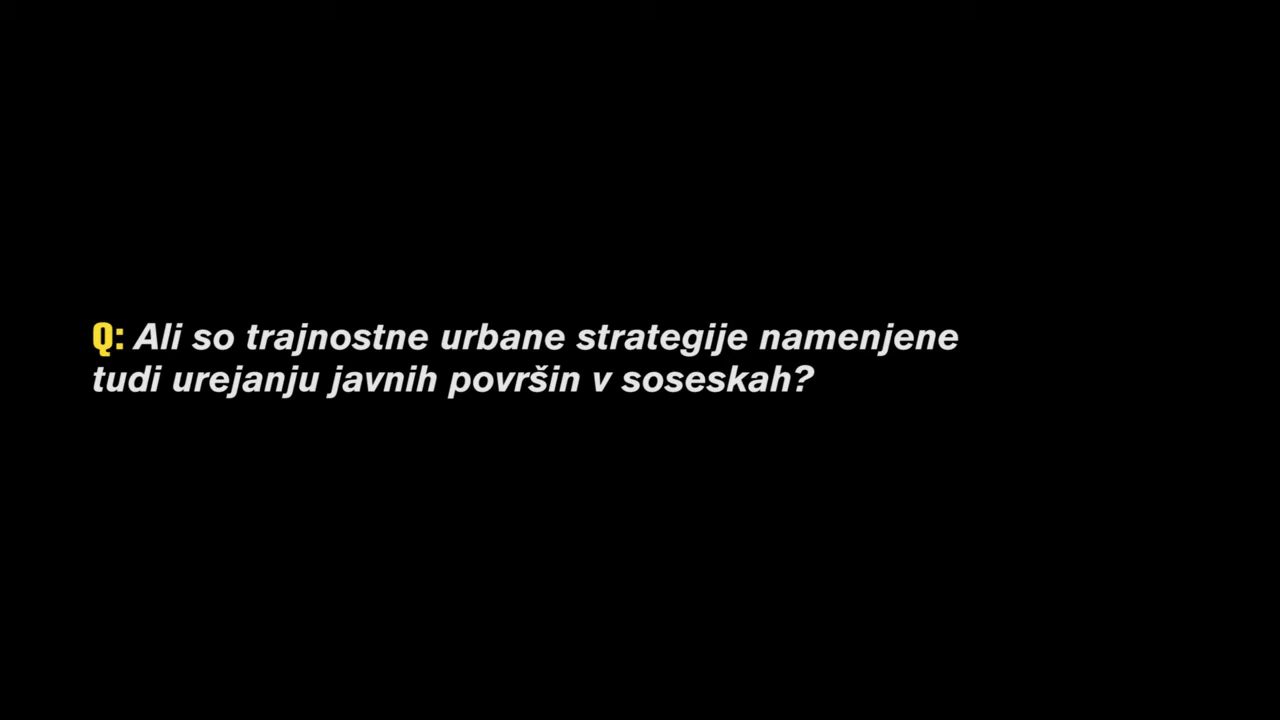 Q: Ali so trajnostne urbane strategije namenjene
tudi urejanju javnih površin v soseskah?